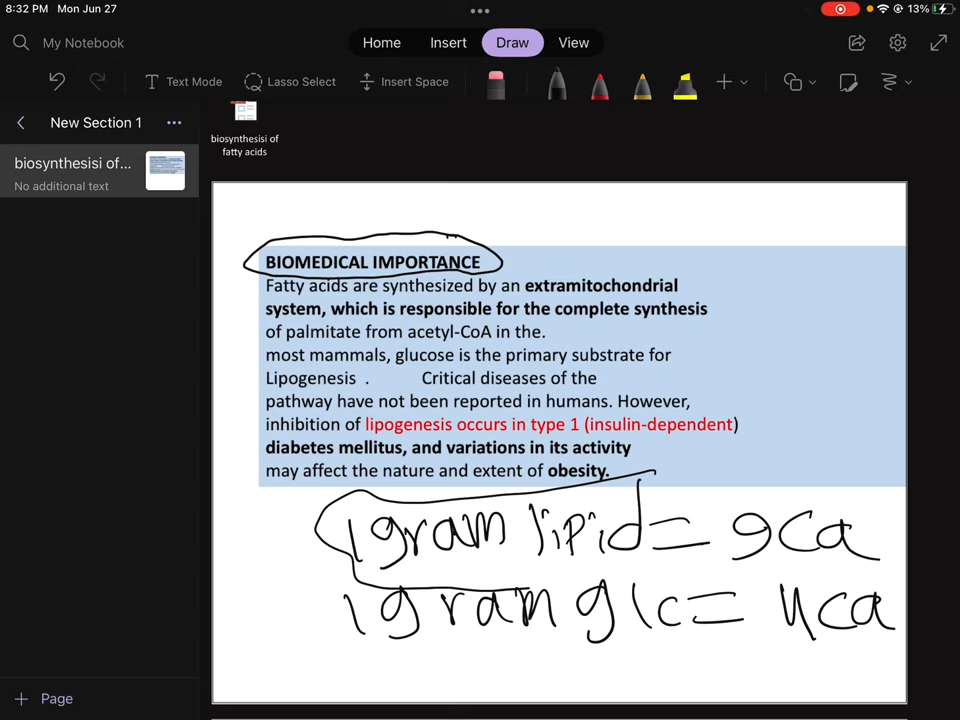 8:32 PM Mon Jun 27
13%
My Notebook
Home Insert Draw View
Text Mode Lasso Select Insert Space
New Section 1
biosynthesisi of...
No additional text
biosynthesisi of
fatty acids
BIOMEDICAL IMPORTANCE
Fatty acids are synthesized by an extramitochondrial
system, which is responsible for the complete synthesis
of palmitate from acetyl-CoA in the.
most mammals, glucose is the primary substrate for
Lipogenesis . Critical diseases of the
pathway have not been reported in humans. However,
inhibition of lipogenesis occurs in type 1 (insulin-dependent)
diabetes mellitus, and variations in its activity
may affect the nature and extent of obesity.
1 gram lipid = 9 Ca
1 gram glc = 4 ca
+ Page